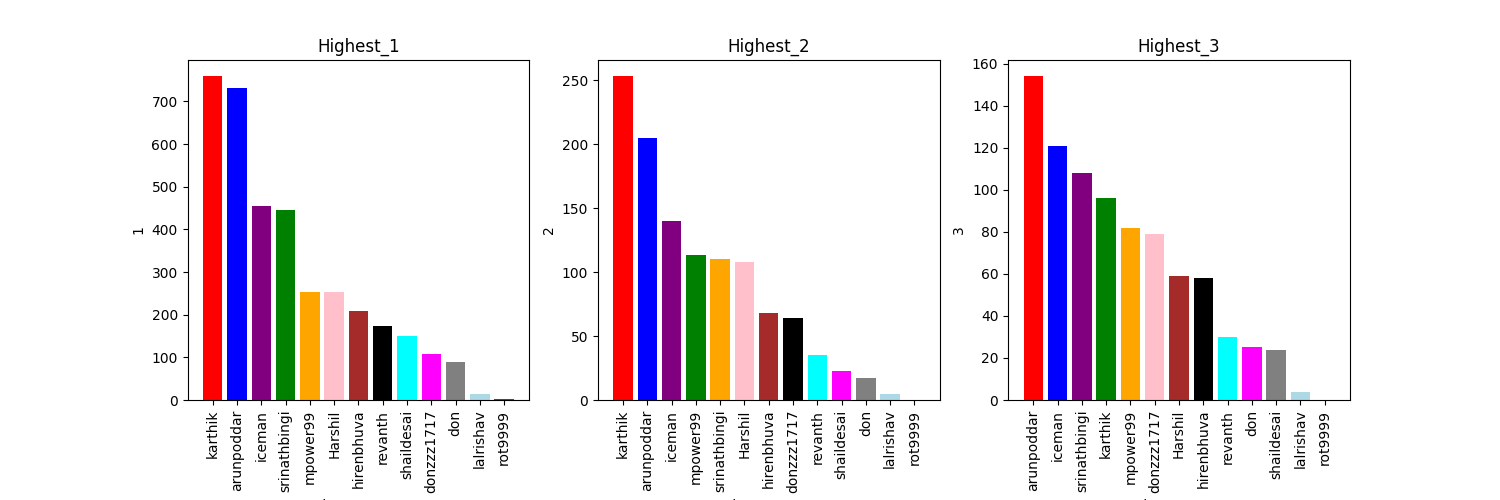 Highest_1
1
700
600
500
400
300
200
100
0
karthik
arunpoddar
iceman
srinathbingi
mpower99
Harshil
hirenbhuva
revanth
shaildesai
donzzz1717
don
lalrishav
rot9999
Highest_2
2
250
200
150
100
50
0
karthik
arunpoddar
iceman
mpower99
srinathbingi
Harshil
hirenbhuva
donzzz1717
revanth
shaildesai
don
lalrishav
rot9999
Highest_3
3
160
140
120
100
80
60
40
20
0
arunpoddar
iceman
srinathbingi
karthik
mpower99
donzzz1717
Harshil
hirenbhuva
revanth
don
shaildesai
lalrishav
rot9999